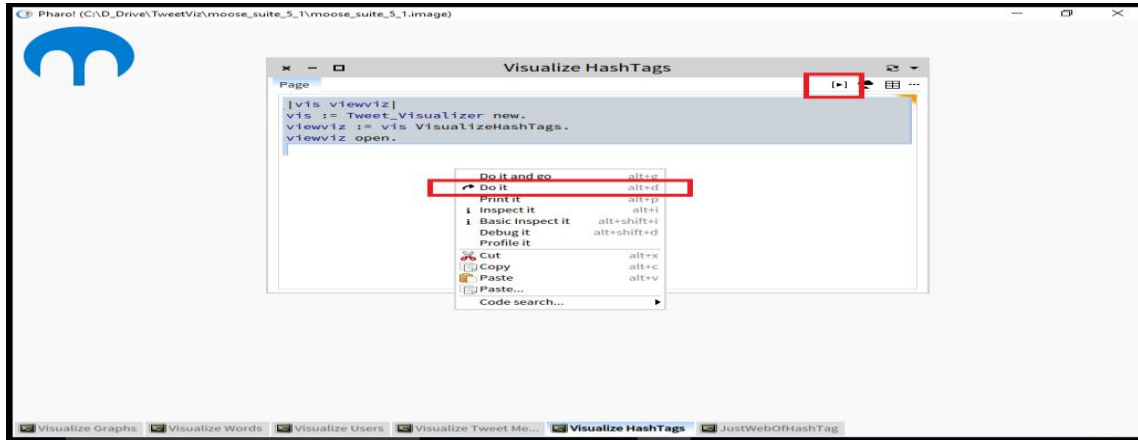 Pharo! (C:\D_Drive\TweetViz\moose_suite_5_1\moose_suite_5_1.image)
Visualize HashTags
Page
|vis viewviz|
vis := Tweet_Visualizer new.
viewviz := vis VisualizeHashTags.
viewviz open.
Do it and go alt+g
Do it alt+d
Print it alt+p
Inspect it alt+i
Basic Inspect it alt+shift+i
Debug it alt+shift+d
Profile it
Cut alt+x
Copy alt+c
Paste alt+v
Paste...
Code search...
Visualize Graphs Visualize Words Visualize Users Visualize Tweet Me... Visualize HashTags JustWebOfHashTag